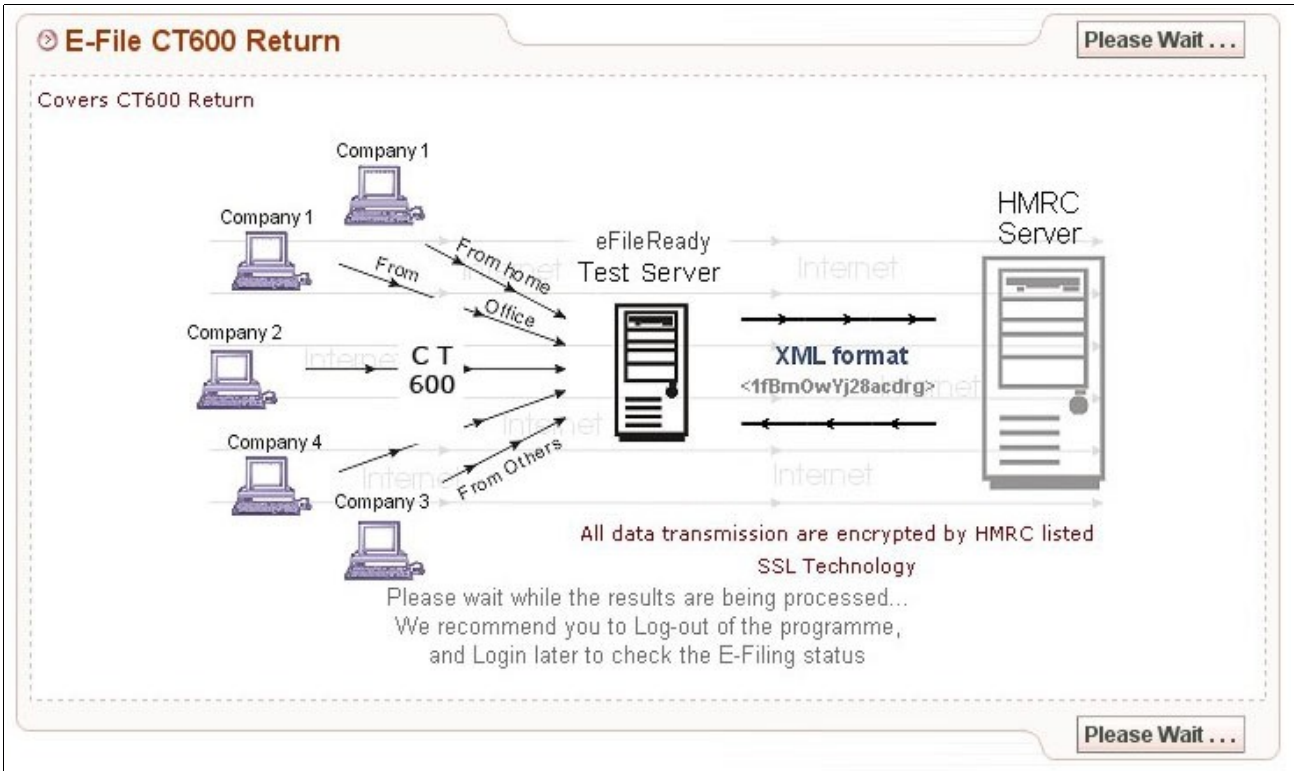 E-File CT600 Return
Please Wait . . .
Covers CT600 Return
Company 1
Company 1
HMRC
Server
eFileReady
Test Server
From home
From
Internet
Internet
Office
Company 2
Internet
C T
600
XML format
<1fBmOwYj28acdrg>
Internet
Company 4
Internet
Internet
Internet
From Others
Company 3
All data transmission are encrypted by HMRC listed
SSL Technology
Please wait while the results are being processed...
We recommend you to Log-out of the programme,
and Login later to check the E-Filing status
Please Wait . . .